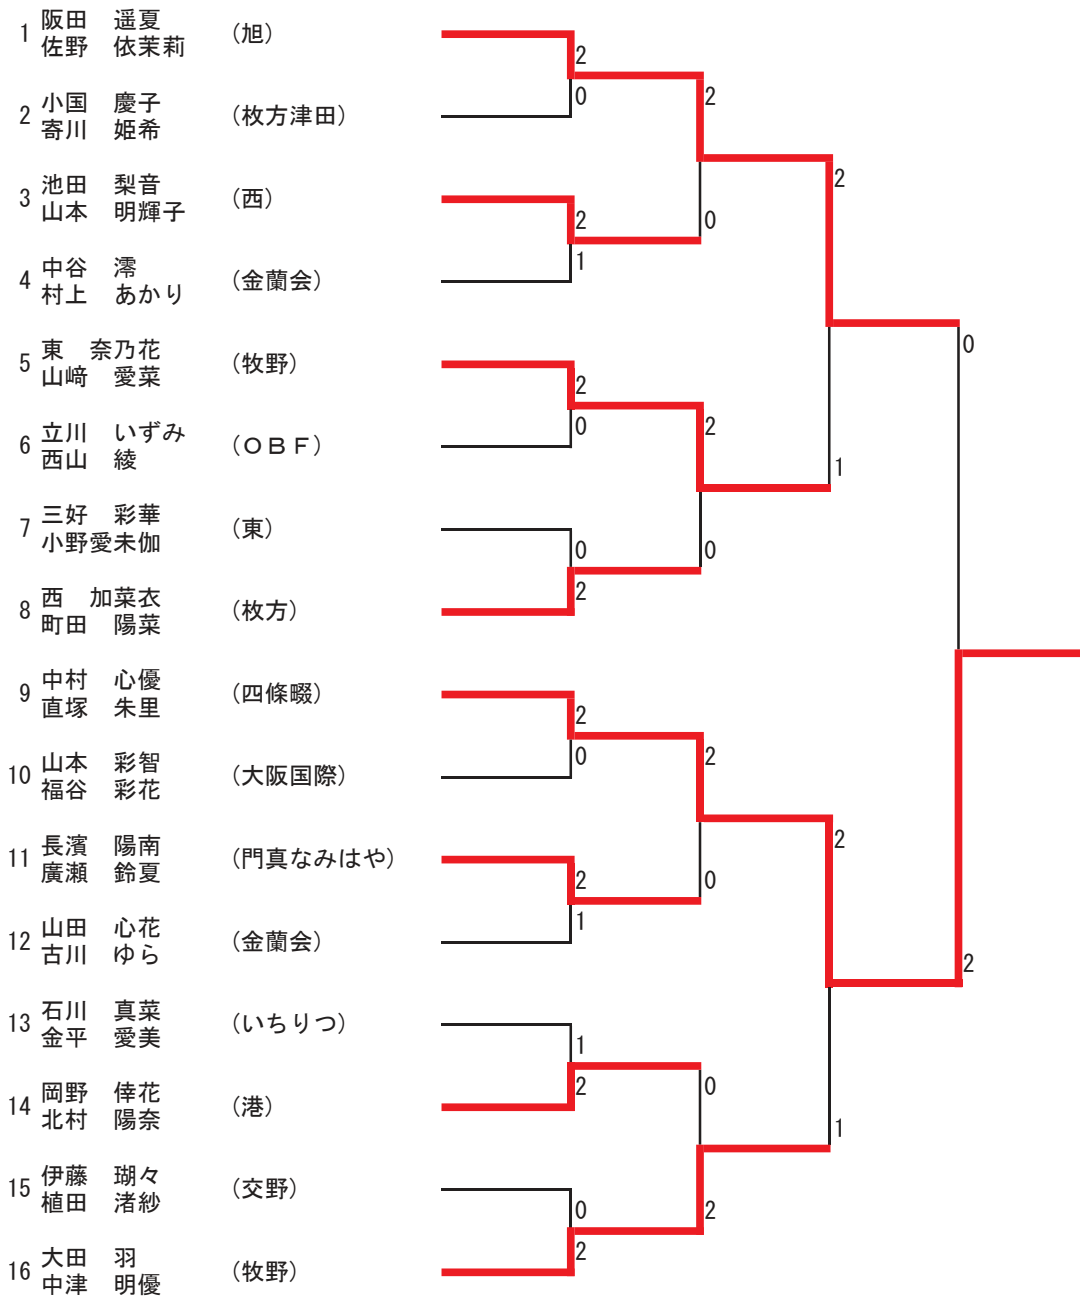 1 阪田　遥夏 (旭)
佐野　依茉莉
2 小国　慶子 (枚方津田)
寄川　姫希
3 池田　梨音 (西)
山本　明輝子
4 中谷　澪 (金蘭会)
村上　あかり
5 東　奈乃花 (牧野)
山﨑　愛菜
6 立川　いずみ (ＯＢＦ)
西山　綾
7 三好　彩華 (東)
小野愛未伽
8 西　加菜衣 (枚方)
町田　陽菜
9 中村　心優 (四條畷)
直塚　朱里
10 山本　彩智 (大阪国際)
福谷　彩花
11 長濱　陽南 (門真なみはや)
廣瀬　鈴夏
12 山田　心花 (金蘭会)
古川　ゆら
13 石川　真菜 (いちりつ)
金平　愛美
14 岡野　倖花 (港)
北村　陽奈
15 伊藤　瑚々 (交野)
植田　渚紗
16 大田　羽 (牧野)
中津　明優
2
0
2
1
2
0
0
2
2
0
2
1
1
2
0
2
2
0
2
0
2
0
0
2
2
1
2
1
0
2